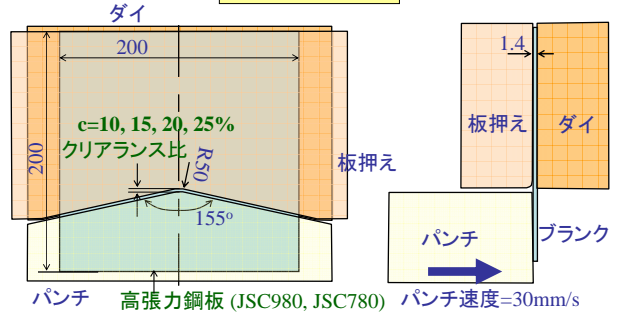 ダイ
200
c=10, 15, 20, 25%
クリアランス比
R50
200
155°
板押え
パンチ
高張力鋼板 (JSC980, JSC780)
1.4
板押え
ダイ
パンチ
ブランク
パンチ速度=30mm/s